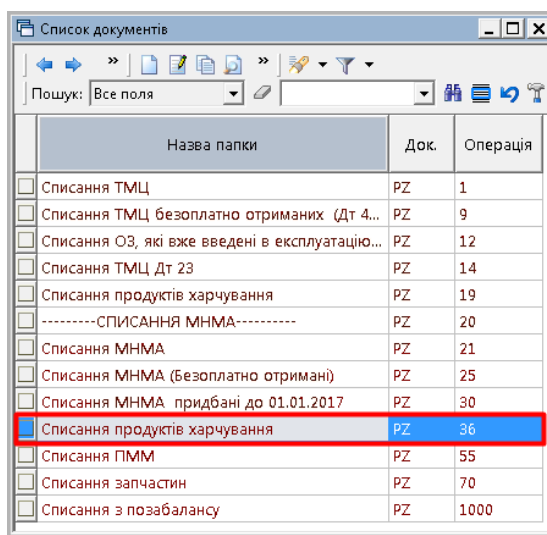 Список документів
Пошук: Все поля
Назва папки Док. Операція
Списання ТМЦ PZ 1
Списання ТМЦ безоплатно отриманих (Дт 4... PZ 9
Списання ОЗ, які вже введені в експлуатацію... PZ 12
Списання ТМЦ Дт 23 PZ 14
Списання продуктів харчування PZ 19
---------СПИСАННЯ МНМА---------- PZ 20
Списання МНМА PZ 21
Списання МНМА (Безоплатно отримані) PZ 25
Списання МНМА придбані до 01.01.2017 PZ 30
Списання продуктів харчування PZ 36
Списання ПММ PZ 55
Списання запчастин PZ 70
Списання з позабалансу PZ 1000